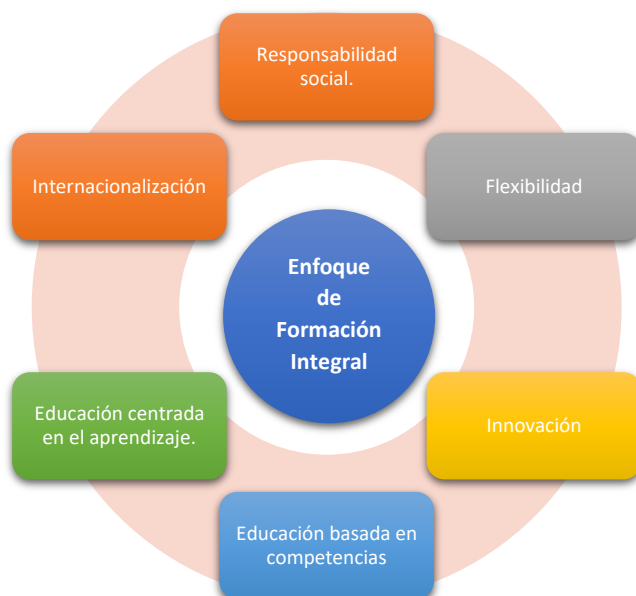 Responsabilidad
social.
Internacionalización
Flexibilidad
Enfoque
de
Formación
Integral
Educación centrada
en el aprendizaje.
Innovación
Educación basada en
competencias